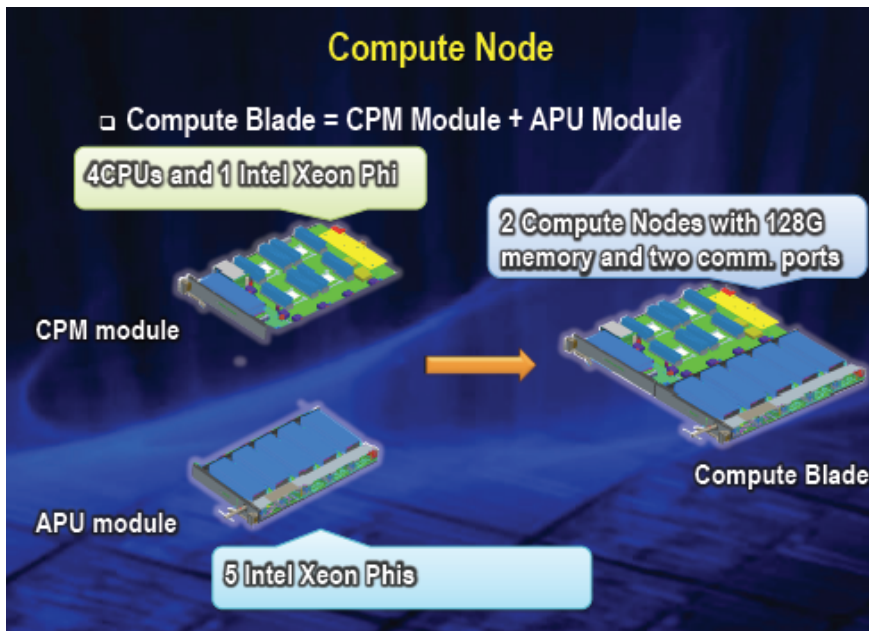 Compute Node
❑ Compute Blade = CPM Module + APU Module
4CPUs and 1 Intel Xeon Phi
2 Compute Nodes with 128G
memory and two comm. ports
CPM module
Compute Blade
APU module
5 Intel Xeon Phis